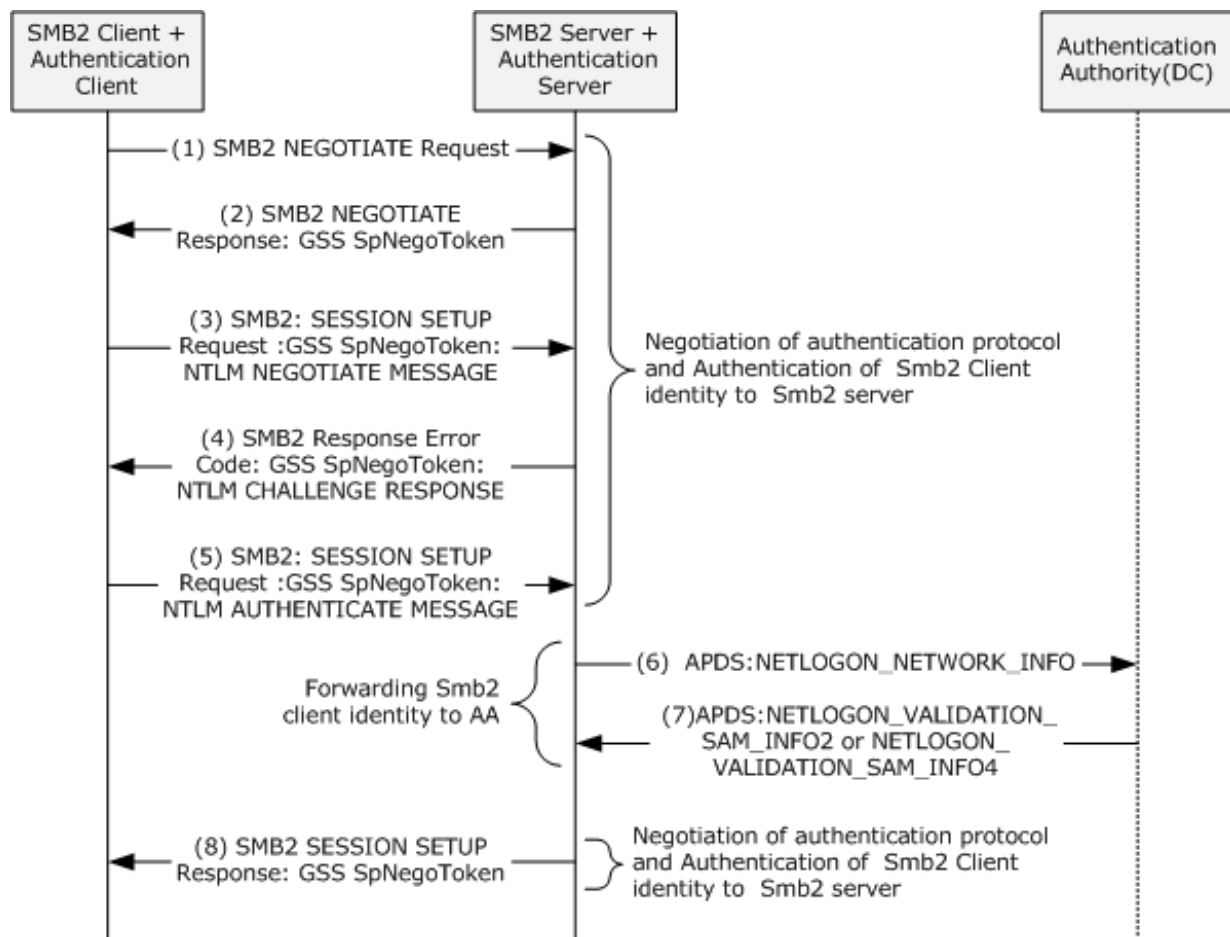 SMB2 Client +
Authentication
Client
SMB2 Server +
Authentication
Server
Authentication
Authority(DC)
(1) SMB2 NEGOTIATE Request
(2) SMB2 NEGOTIATE
Response: GSS SpNegoToken
(3) SMB2: SESSION SETUP
Request :GSS SpNegoToken:
NTLM NEGOTIATE MESSAGE
Negotiation of authentication protocol
and Authentication of Smb2 Client
identity to Smb2 server
(4) SMB2 Response Error
Code: GSS SpNegoToken:
NTLM CHALLENGE RESPONSE
(5) SMB2: SESSION SETUP
Request :GSS SpNegoToken:
NTLM AUTHENTICATE MESSAGE
(6) APDS:NETLOGON_NETWORK_INFO
Forwarding Smb2
client identity to AA
(7)APDS:NETLOGON_VALIDATION_
SAM_INFO2 or NETLOGON_
VALIDATION_SAM_INFO4
(8) SMB2 SESSION SETUP
Response: GSS SpNegoToken
Negotiation of authentication protocol
and Authentication of Smb2 Client
identity to Smb2 server